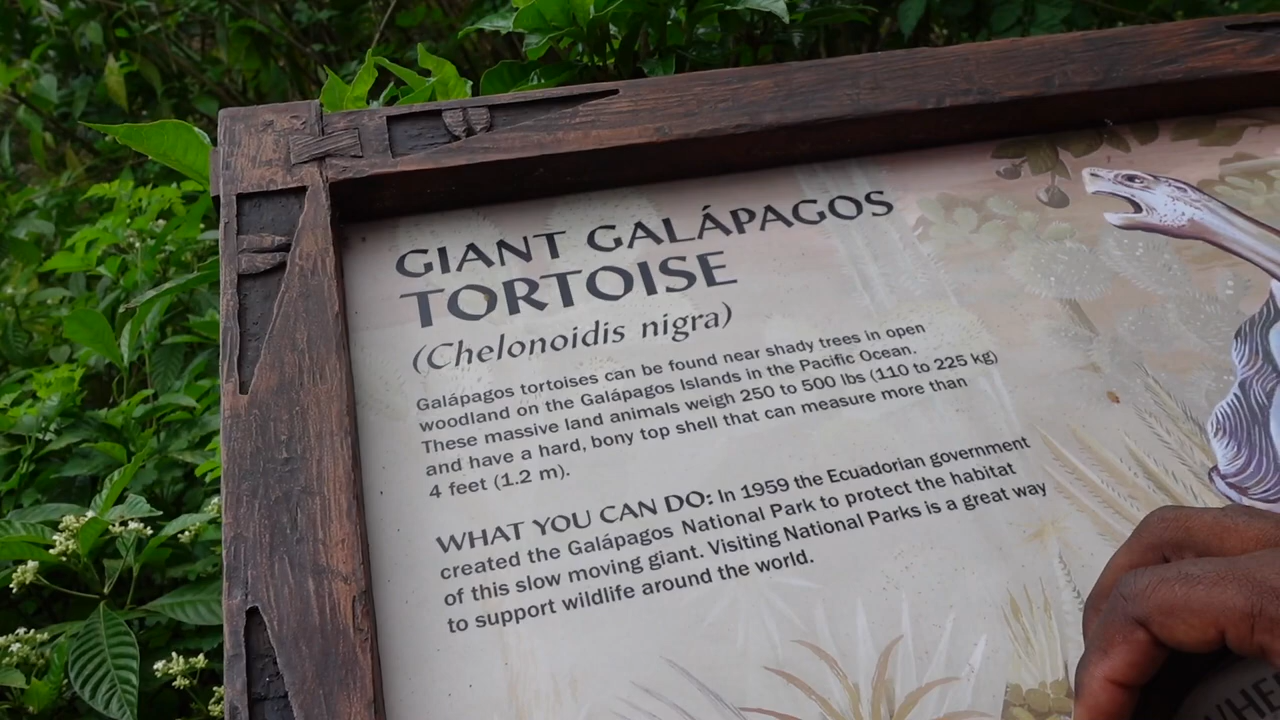 GIANT GALÁPAGOS
TORTOISE
(Chelonoidis nigra)
Galápagos tortoises can be found near shady trees in open
woodland on the Galápagos Islands in the Pacific Ocean.
These massive land animals weigh 250 to 500 lbs (110 to 225 kg)
and have a hard, bony top shell that can measure more than
4 feet (1.2 m).
WHAT YOU CAN DO: In 1959 the Ecuadorian government
created the Galápagos National Park to protect the habitat
of this slow moving giant. Visiting National Parks is a great way
to support wildlife around the world.